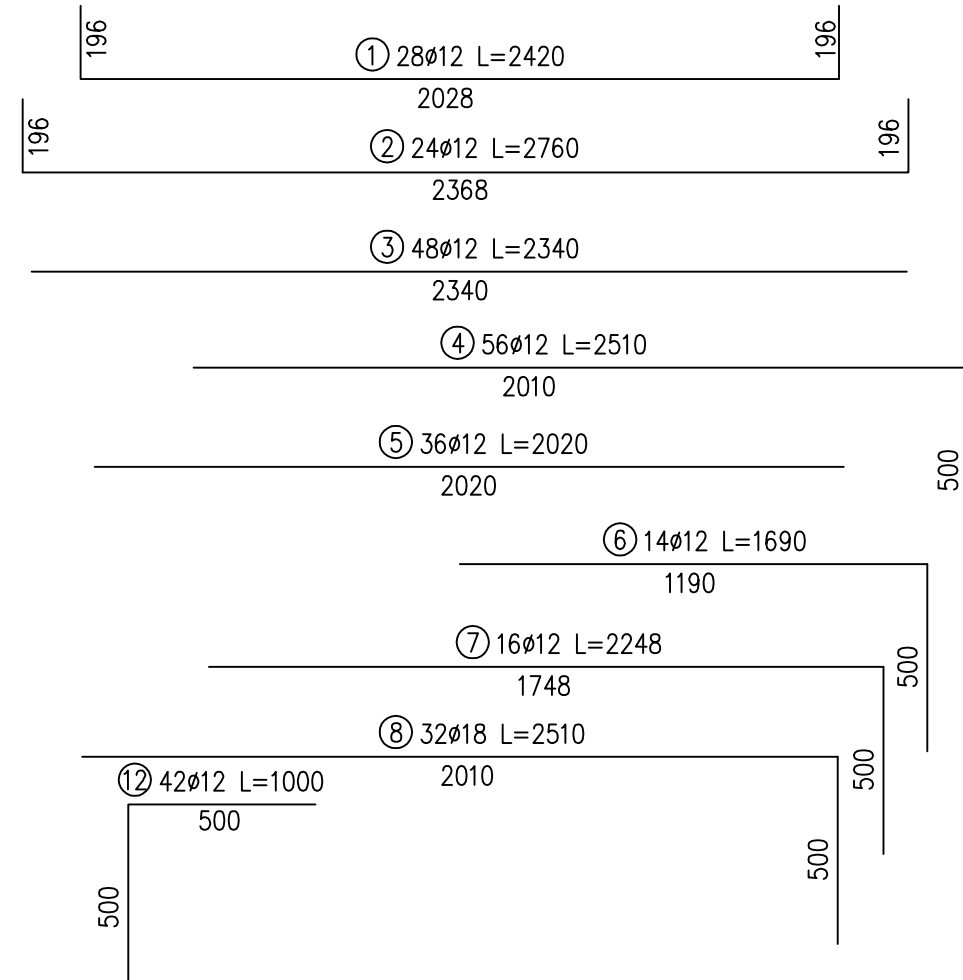 196
196
① 28ø12 L=2420
2028
196
196
② 24ø12 L=2760
2368
③ 48ø12 L=2340
2340
④ 56ø12 L=2510
2010
⑤ 36ø12 L=2020
2020
500
⑥ 14ø12 L=1690
1190
500
⑦ 16ø12 L=2248
1748
500
⑧ 32ø18 L=2510
2010
500
⑫ 42ø12 L=1000
500
500